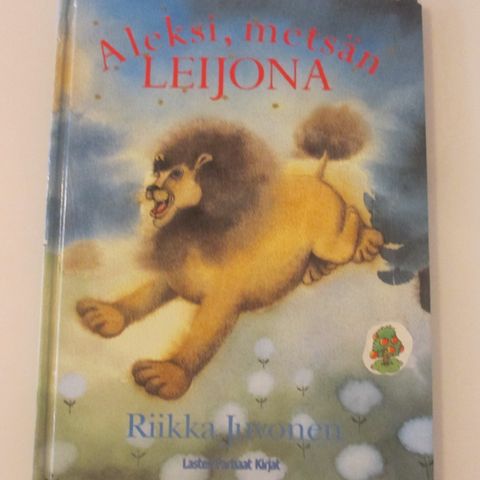 Aleksi, metsän
LEIJONA
Riikka Juvonen
Lasten Parhaat Kirjat